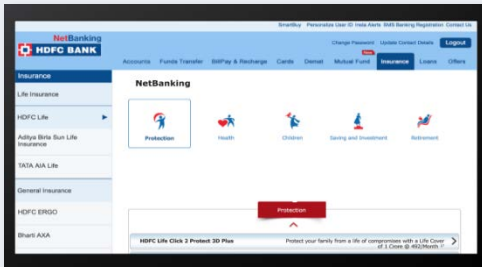 SmartBuy Personalize User ID Insta Alerts SMS Banking Registration Contact Us
NetBanking
HDFC BANK
Change Password Update Contact Details Logout
New
Accounts Funds Transfer BillPay & Recharge Cards Demat Mutual Fund Insurance Loans Offers
Insurance
Life Insurance
HDFC Life
Aditya Birla Sun Life
Insurance
TATA AIA Life
General Insurance
HDFC ERGO
Bharti AXA
NetBanking
Protection Health Children Saving and Investment Retirement
Protection
HDFC Life Click 2 Protect 3D Plus
Protect your family from a life of compromises with a Life Cover
of 1 Crore @ 492/Month